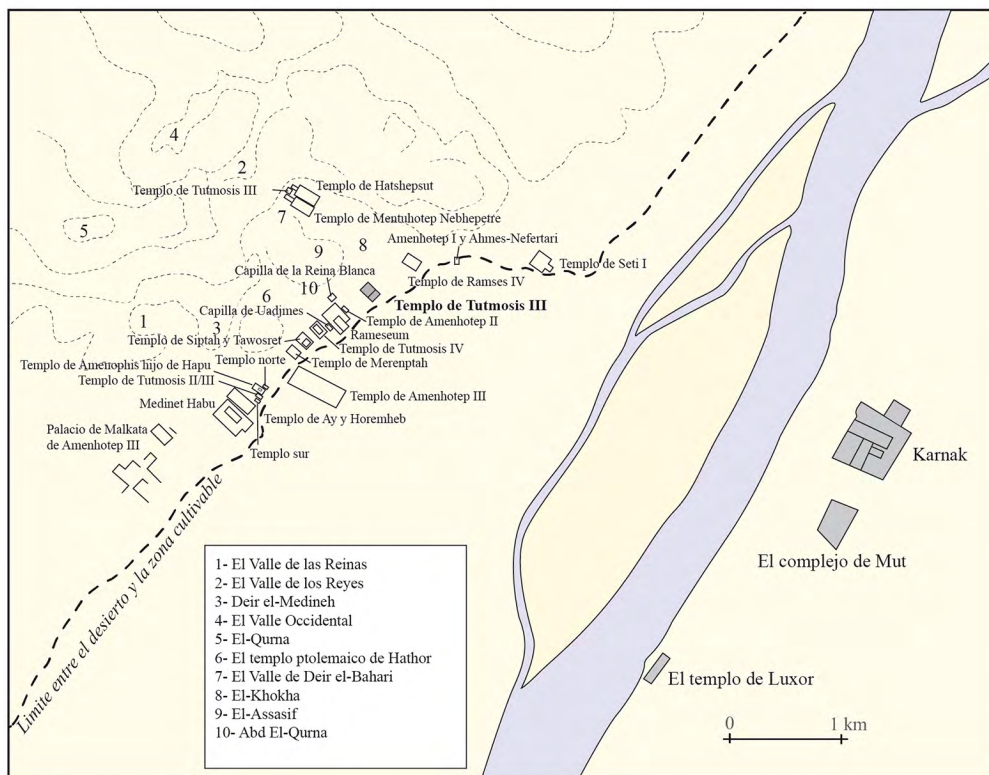 4
2
Templo de Tutmosis III
Templo de Hatshepsut
7
Templo de Mentuhotep Nebhepetre
5
8
Amenhotep I y Ahmes-Nefertari
9
Capilla de la Reina Blanca
Templo de Seti I
Templo de Ramses IV
6
10
Templo de Tutmosis III
Capilla de Uadjmes
Templo de Amenhotep II
1
3
Rameseum
Templo de Siptah y Tawosret
Templo de Tutmosis IV
Templo norte
Templo de Merenptah
Templo de Amenophis hijo de Hapu
Templo de Tutmosis II/III
Templo de Amenhotep III
Medinet Habu
Templo de Ay y Horemheb
Palacio de Malkata
de Amenhotep III
Templo sur
Limite entre el desierto y la zona cultivable
Karnak
El complejo de Mut
El templo de Luxor
0 1 km
1- El Valle de las Reinas
2- El Valle de los Reyes
3- Deir el-Medineh
4- El Valle Occidental
5- El-Qurna
6- El templo ptolemaico de Hathor
7- El Valle de Deir el-Bahari
8- El-Khokha
9- El-Assasif
10- Abd El-Qurna